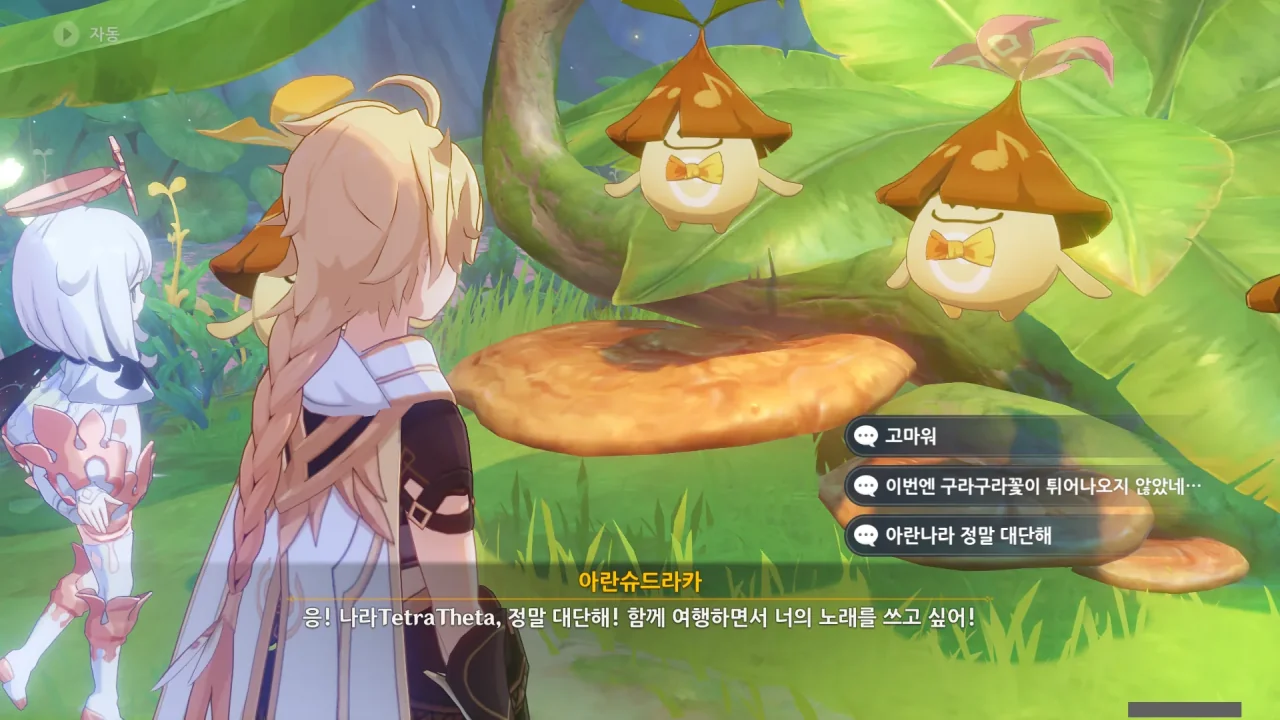 자동
고마워
이번엔 구라구라꽃이 튀어나오지 않았네…
아란나라 정말 대단해
아란슈드라카
응! 나라TetraTheta, 정말 대단해! 함께 여행하면서 너의 노래를 쓰고 싶어!